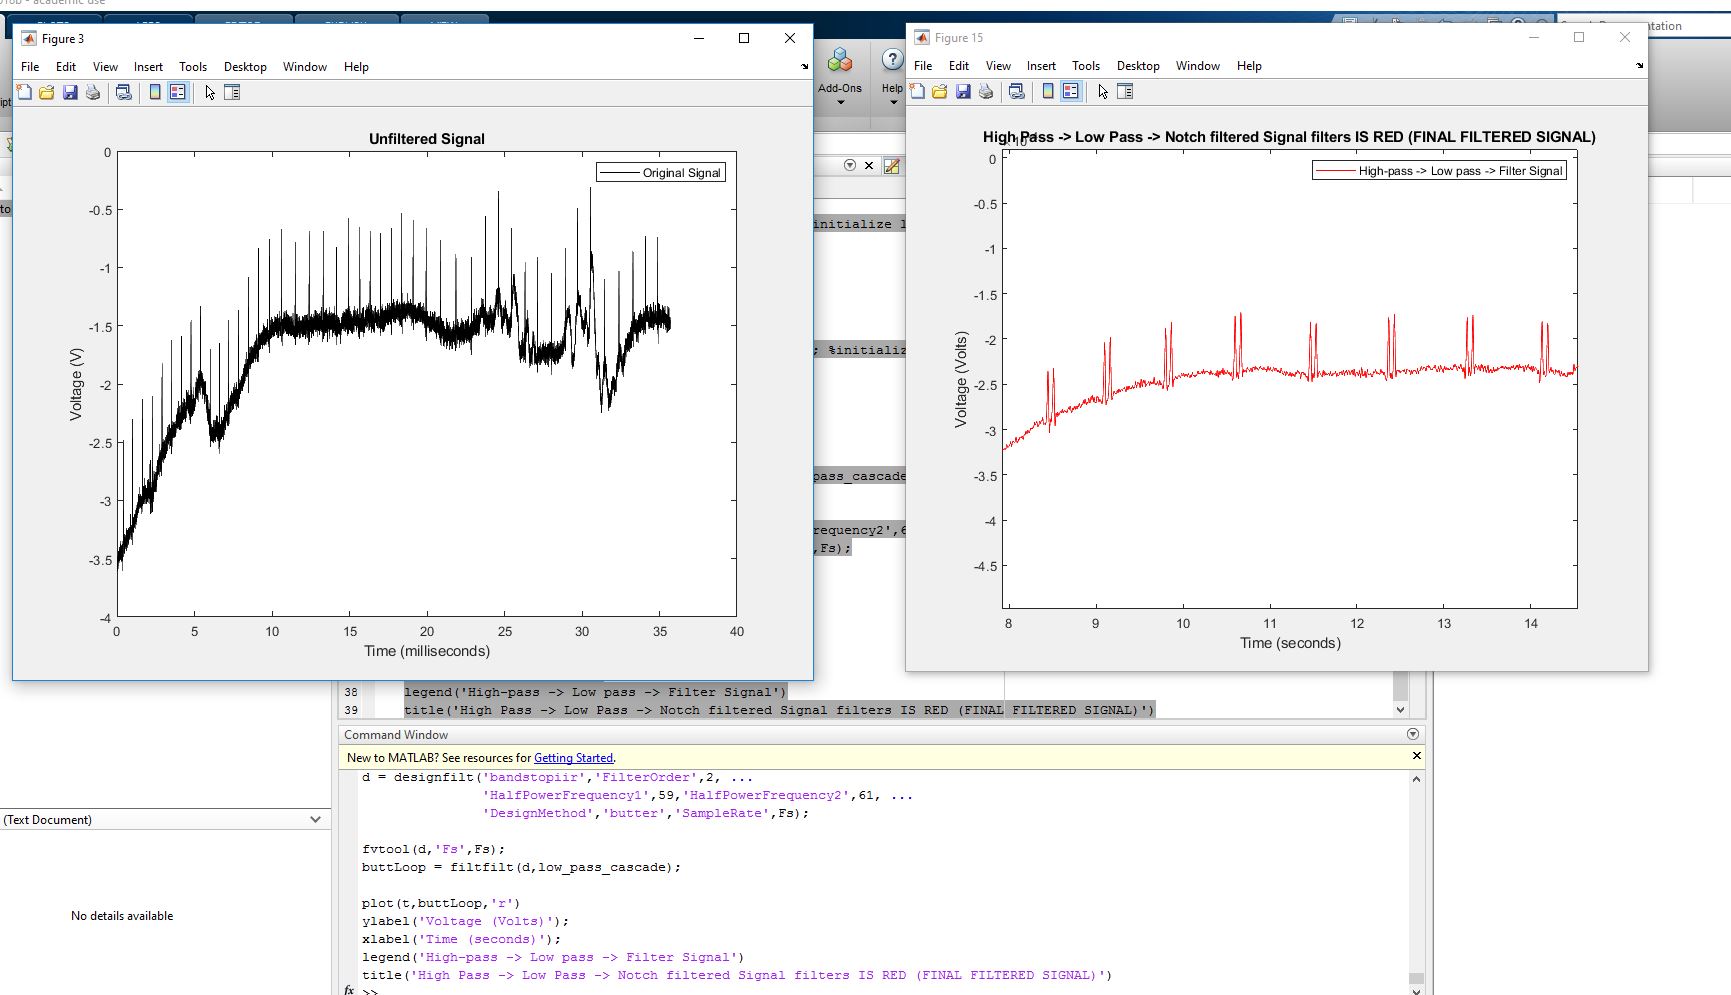 Figure 3
File Edit View Insert Tools Desktop Window Help
Unfiltered Signal
Original Signal
0
-0.5
-1
-1.5
-2
-2.5
-3
-3.5
-4
Voltage (V)
0 5 10 15 20 25 30 35 40
Time (milliseconds)
Add-Ons
Help
Figure 15
File Edit View Insert Tools Desktop Window Help
High Pass -> Low Pass -> Notch filtered Signal filters IS RED (FINAL FILTERED SIGNAL)
High-pass -> Low pass -> Filter Signal
0
-0.5
-1
-1.5
-2
-2.5
-3
-3.5
-4
-4.5
Voltage (Volts)
8 9 10 11 12 13 14
Time (seconds)
academic use
initialize
; %initializ
pass_cascade
requency2',6
,Fs);
38 legend('High-pass -> Low pass -> Filter Signal')
39 title('High Pass -> Low Pass -> Notch filtered Signal filters IS RED (FINAL FILTERED SIGNAL)')
Command Window
New to MATLAB? See resources for Getting Started.
d = designfilt('bandstopiir','FilterOrder',2, ...
'HalfPowerFrequency1',59,'HalfPowerFrequency2',61, ...
'DesignMethod','butter','SampleRate',Fs);
fvtool(d,'Fs',Fs);
buttLoop = filtfilt(d,low_pass_cascade);
plot(t,buttLoop,'r')
ylabel('Voltage (Volts)');
xlabel('Time (seconds)');
legend('High-pass -> Low pass -> Filter Signal')
title('High Pass -> Low Pass -> Notch filtered Signal filters IS RED (FINAL FILTERED SIGNAL)')
fx >>
(Text Document)
No details available